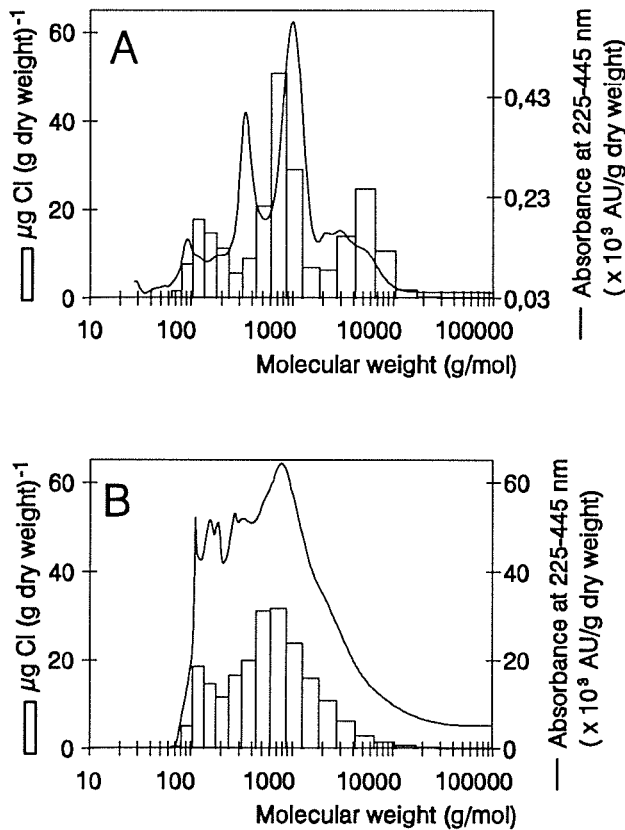 A
60
40
20
0
µg Cl (g dry weight)-1
0,43
0,23
0,03
Absorbance at 225-445 nm
( x 10³ AU/g dry weight)
10 100 1000 10000 100000
Molecular weight (g/mol)
B
60
40
20
0
µg Cl (g dry weight)-1
60
40
20
0
Absorbance at 225-445 nm
( x 10³ AU/g dry weight)
10 100 1000 10000 100000
Molecular weight (g/mol)